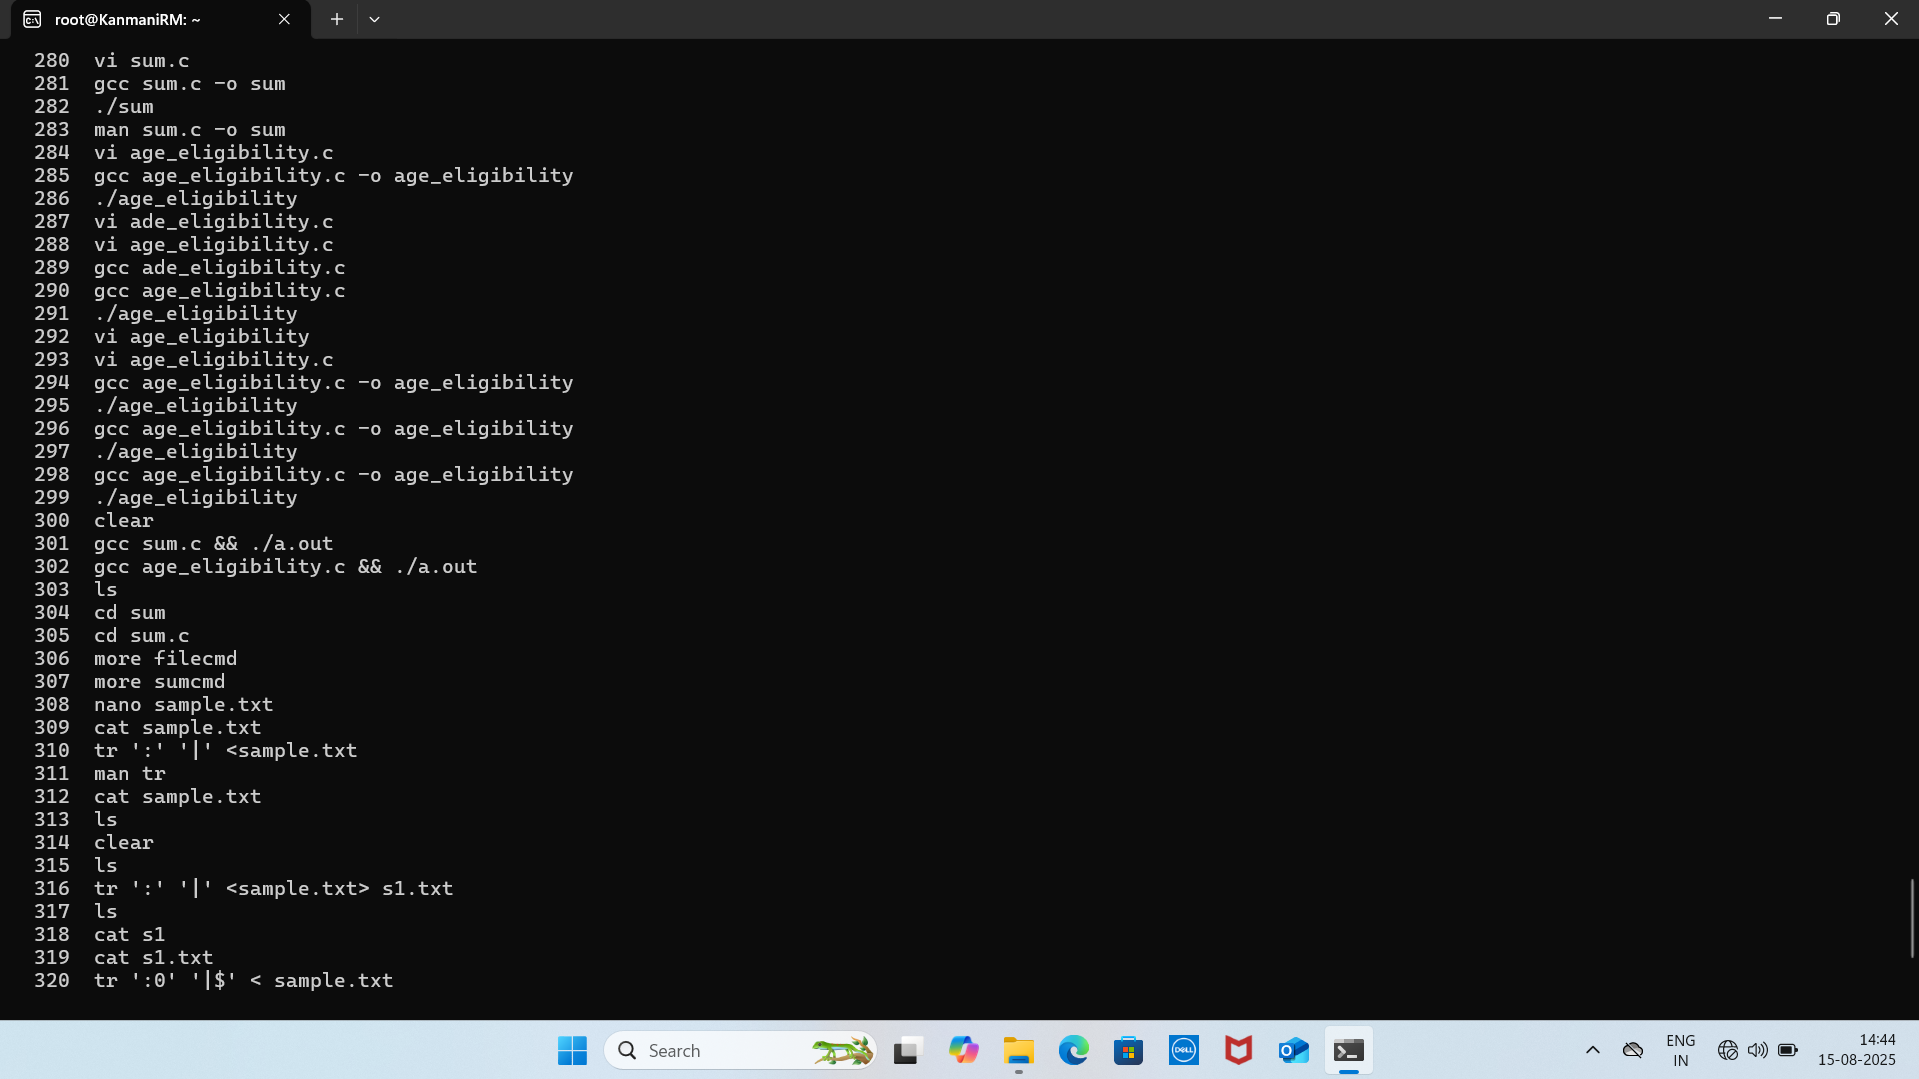 root@KanmaniRM: ~
280 vi sum.c
281 gcc sum.c -o sum
282 ./sum
283 man sum.c -o sum
284 vi age_eligibility.c
285 gcc age_eligibility.c -o age_eligibility
286 ./age_eligibility
287 vi ade_eligibility.c
288 vi age_eligibility.c
289 gcc ade_eligibility.c
290 gcc age_eligibility.c
291 ./age_eligibility
292 vi age_eligibility
293 vi age_eligibility.c
294 gcc age_eligibility.c -o age_eligibility
295 ./age_eligibility
296 gcc age_eligibility.c -o age_eligibility
297 ./age_eligibility
298 gcc age_eligibility.c -o age_eligibility
299 ./age_eligibility
300 clear
301 gcc sum.c && ./a.out
302 gcc age_eligibility.c && ./a.out
303 ls
304 cd sum
305 cd sum.c
306 more filecmd
307 more sumcmd
308 nano sample.txt
309 cat sample.txt
310 tr ':' '|' <sample.txt
311 man tr
312 cat sample.txt
313 ls
314 clear
315 ls
316 tr ':' '|' <sample.txt> s1.txt
317 ls
318 cat s1
319 cat s1.txt
320 tr ':0' '|$' < sample.txt
Search
DELL
ENG
IN
14:44
15-08-2025